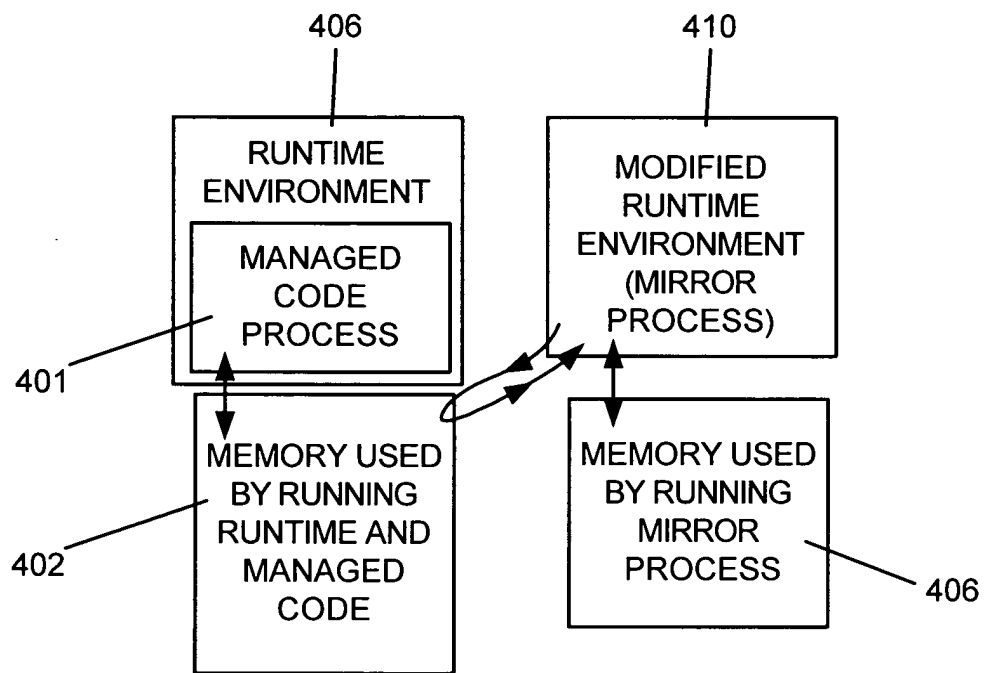 406
410
RUNTIME
ENVIRONMENT
MANAGED
CODE
PROCESS
MODIFIED
RUNTIME
ENVIRONMENT
(MIRROR
PROCESS)
401
MEMORY USED
BY RUNNING
RUNTIME AND
MANAGED
CODE
402
MEMORY USED
BY RUNNING
MIRROR
PROCESS
406